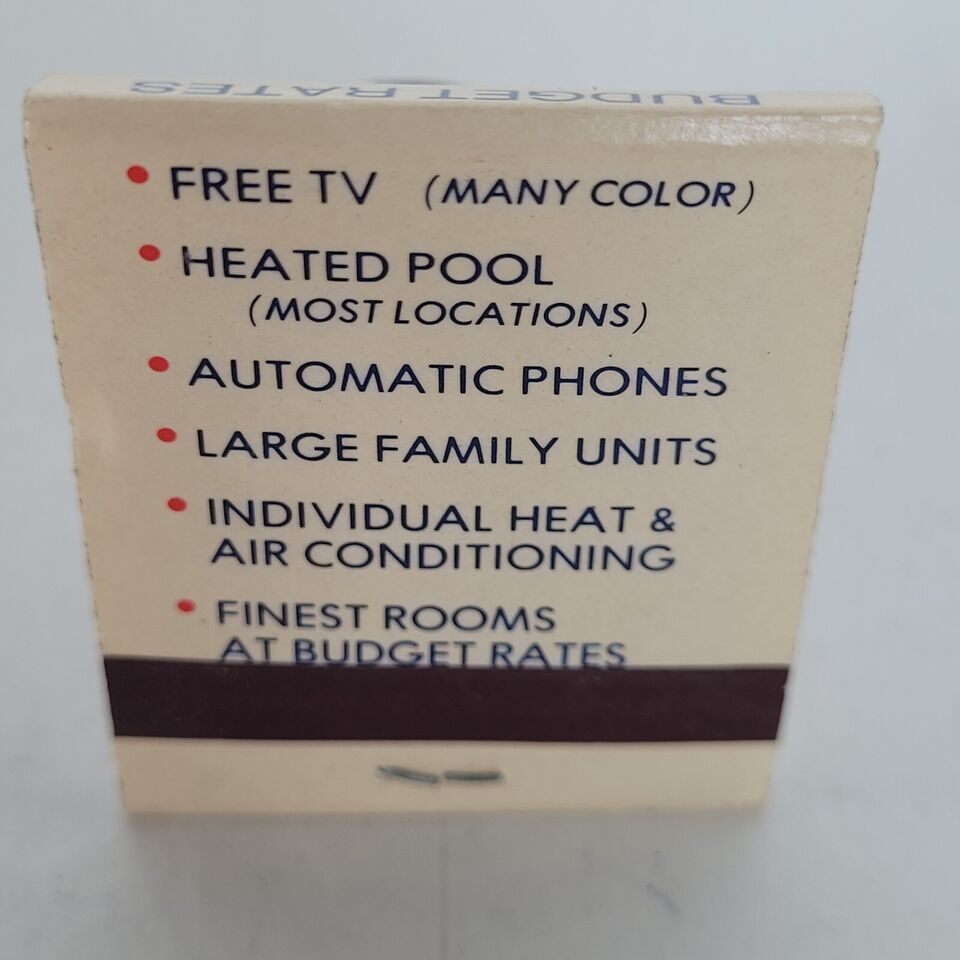 BUDGET RATES
• FREE TV (MANY COLOR)
• HEATED POOL
(MOST LOCATIONS)
• AUTOMATIC PHONES
• LARGE FAMILY UNITS
• INDIVIDUAL HEAT &
AIR CONDITIONING
• FINEST ROOMS
AT BUDGET RATES